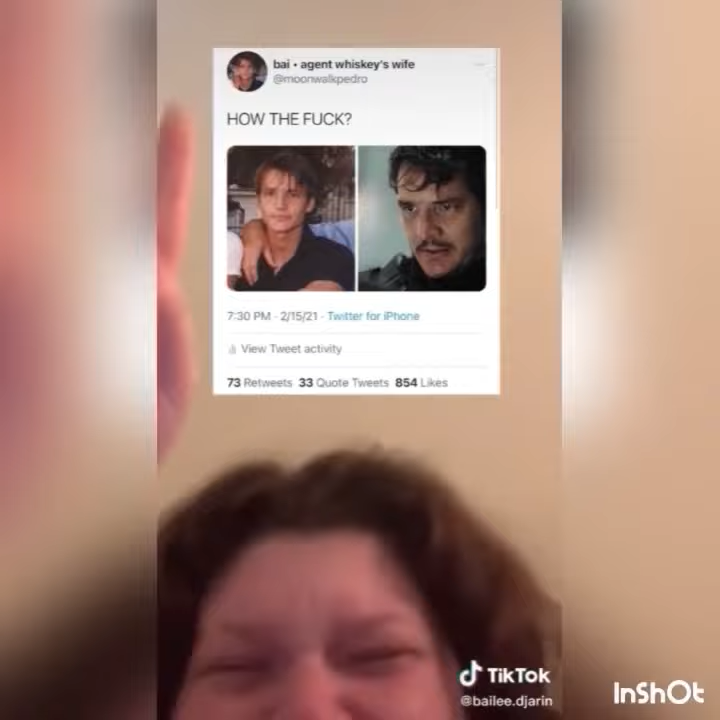 bai • agent whiskey's wife
@moonwalkpedro
HOW THE FUCK?
7:30 PM · 2/15/21 · Twitter for iPhone
View Tweet activity
73 Retweets 33 Quote Tweets 854 Likes
TikTok
@bailee.djarin
InShOt